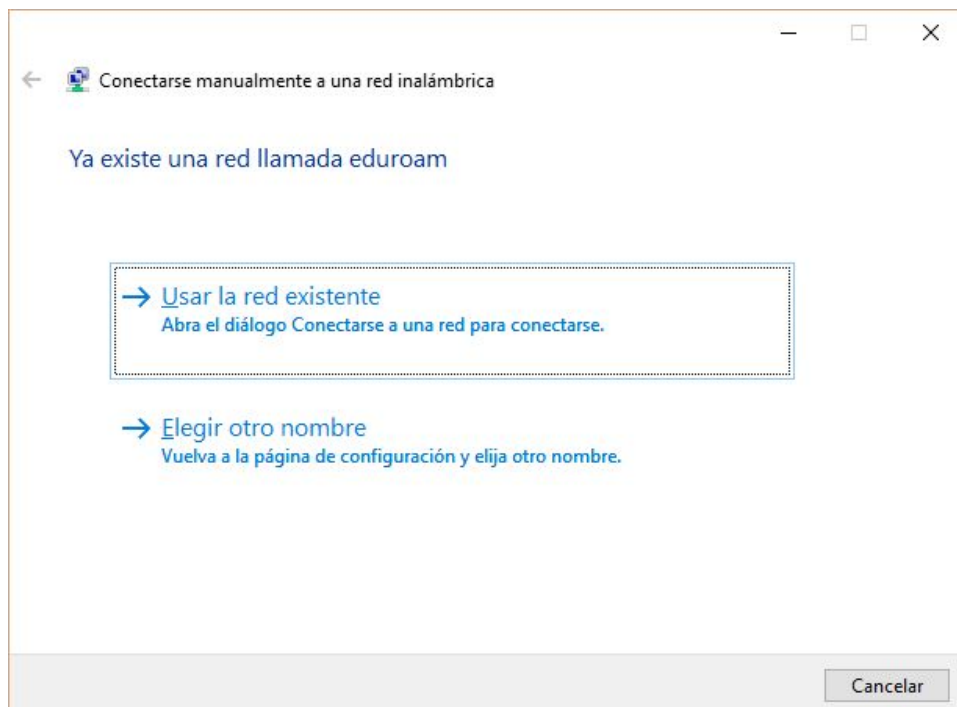 Conectarse manualmente a una red inalámbrica
Ya existe una red llamada eduroam
Usar la red existente
Abra el diálogo Conectarse a una red para conectarse.
Elegir otro nombre
Vuelva a la página de configuración y elija otro nombre.
Cancelar